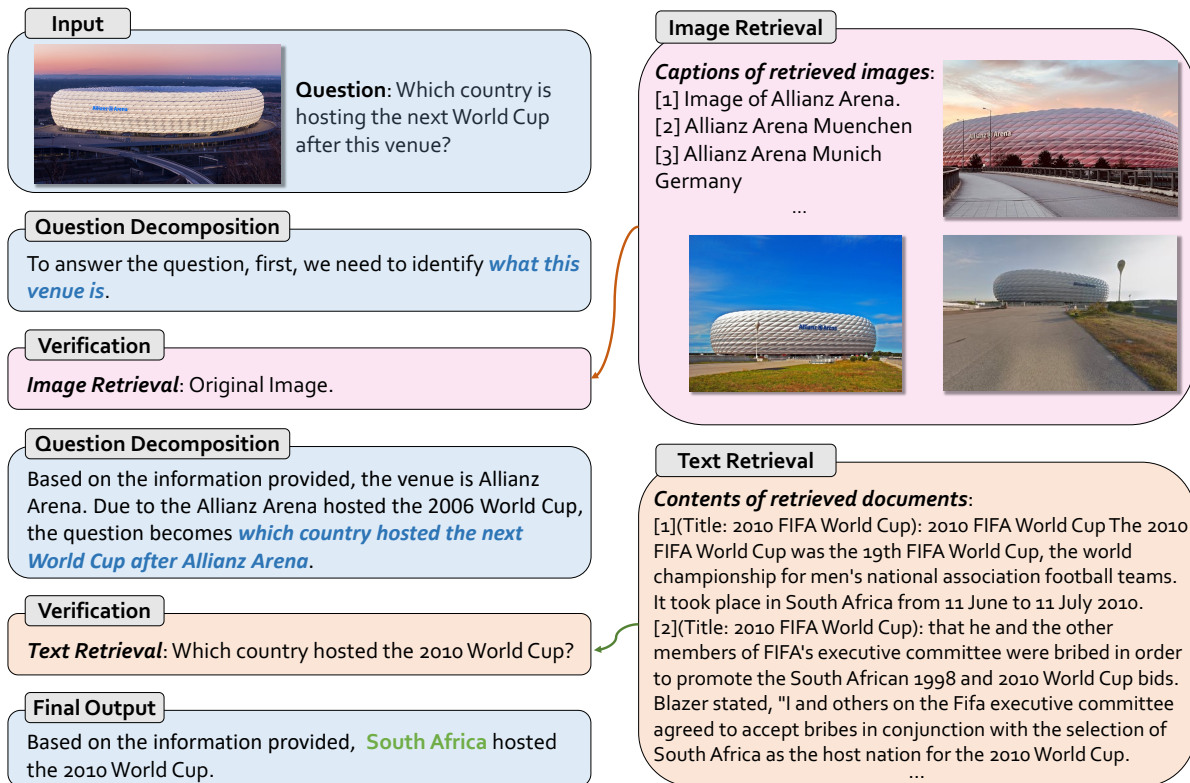 Input
Question: Which country is
hosting the next World Cup
after this venue?
Allianz Arena
Question Decomposition
To answer the question, first, we need to identify what this
venue is.
Verification
Image Retrieval: Original Image.
Question Decomposition
Based on the information provided, the venue is Allianz
Arena. Due to the Allianz Arena hosted the 2006 World Cup,
the question becomes which country hosted the next
World Cup after Allianz Arena.
Verification
Text Retrieval: Which country hosted the 2010 World Cup?
Final Output
Based on the information provided, South Africa hosted
the 2010 World Cup.
Image Retrieval
Captions of retrieved images:
[1] Image of Allianz Arena.
[2] Allianz Arena Muenchen
[3] Allianz Arena Munich
Germany
...
Allianz Arena
Allianz Arena
Text Retrieval
Contents of retrieved documents:
[1](Title: 2010 FIFA World Cup): 2010 FIFA World Cup The 2010
FIFA World Cup was the 19th FIFA World Cup, the world
championship for men's national association football teams.
It took place in South Africa from 11 June to 11 July 2010.
[2](Title: 2010 FIFA World Cup): that he and the other
members of FIFA's executive committee were bribed in order
to promote the South African 1998 and 2010 World Cup bids.
Blazer stated, "I and others on the Fifa executive committee
agreed to accept bribes in conjunction with the selection of
South Africa as the host nation for the 2010 World Cup.
...